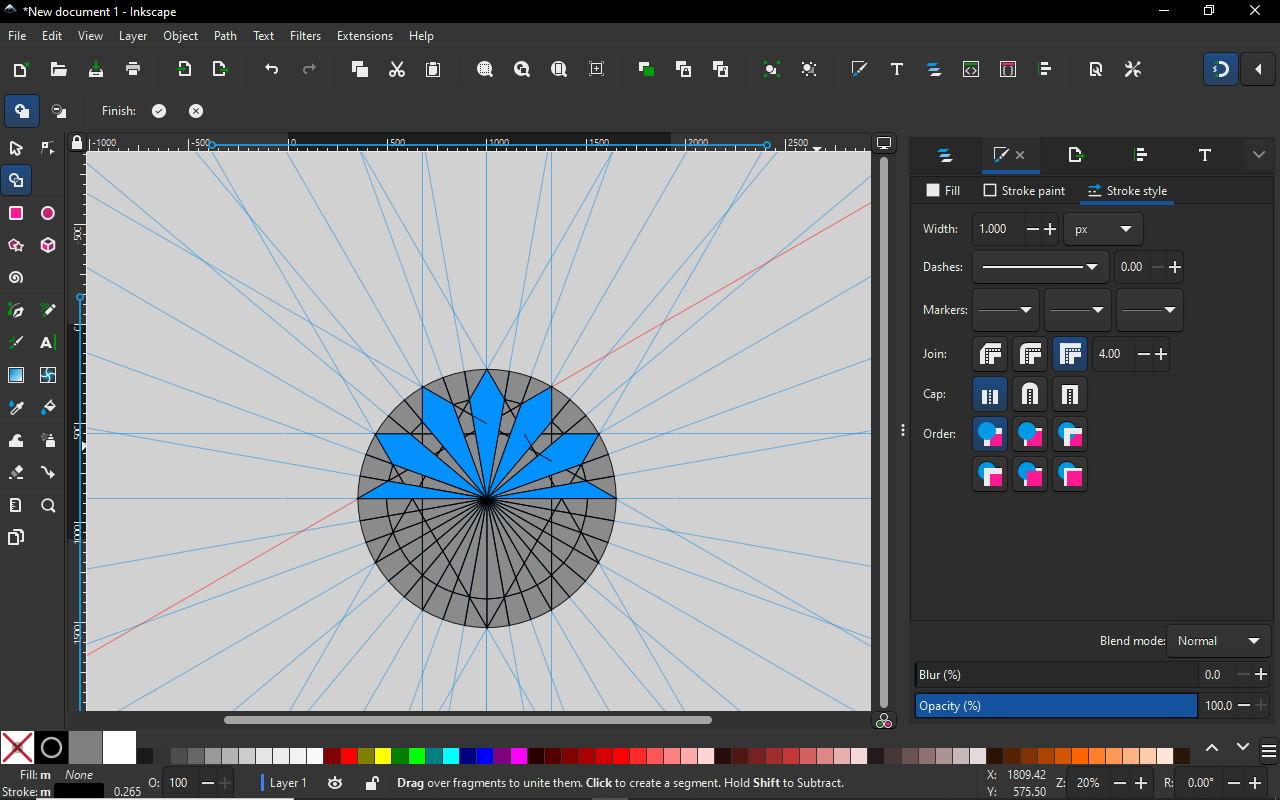 *New document 1 - Inkscape
File Edit View Layer Object Path Text Filters Extensions Help
Finish:
-1000 -500 0 500 1000 1500 2000 2500
Fill Stroke paint Stroke style
Width: 1.000 px
Dashes: 0.00
Markers:
Join: 4.00
Cap:
Order:
-500
0
500
1000
1500
Blend mode: Normal
Blur (%) 0.0
Opacity (%) 100.0
Fill: m None O: 100 Layer 1 Drag over fragments to unite them. Click to create a segment. Hold Shift to Subtract. X: 1809.42 Z: 20% R: 0.00°
Stroke: m 0.265 Y: 575.50